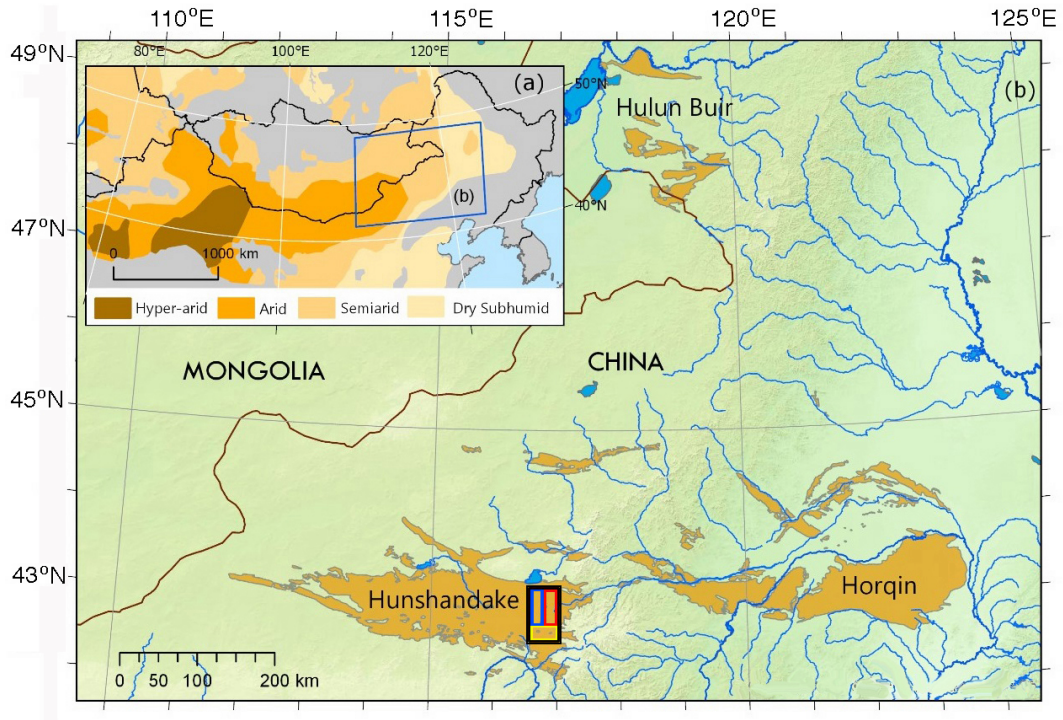 110°E 115°E 120°E 125°E
49°N
80°E 100°E 120°E
(a)
50°N
(b)
Hulun Buir
(b)
40°N
47°N
0 1000 km
Hyper-arid Arid Semiarid Dry Subhumid
MONGOLIA
CHINA
45°N
43°N
Hunshandake
Horqin
0 50 100 200 km